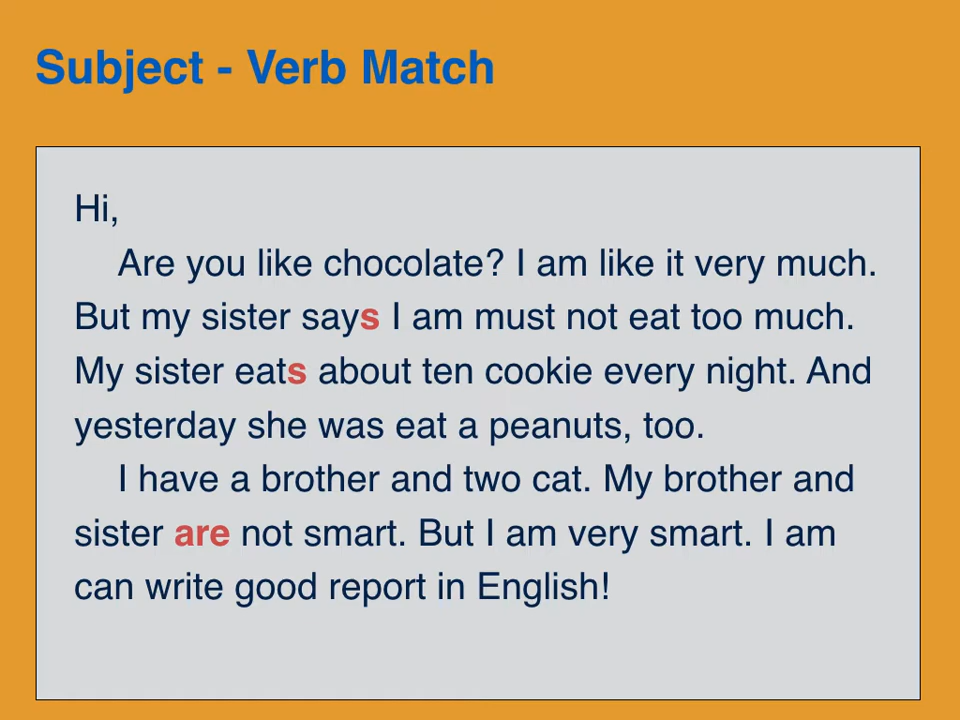 Subject - Verb Match
Hi,
Are you like chocolate? I am like it very much.
But my sister says I am must not eat too much.
My sister eats about ten cookie every night. And
yesterday she was eat a peanuts, too.
I have a brother and two cat. My brother and
sister are not smart. But I am very smart. I am
can write good report in English!